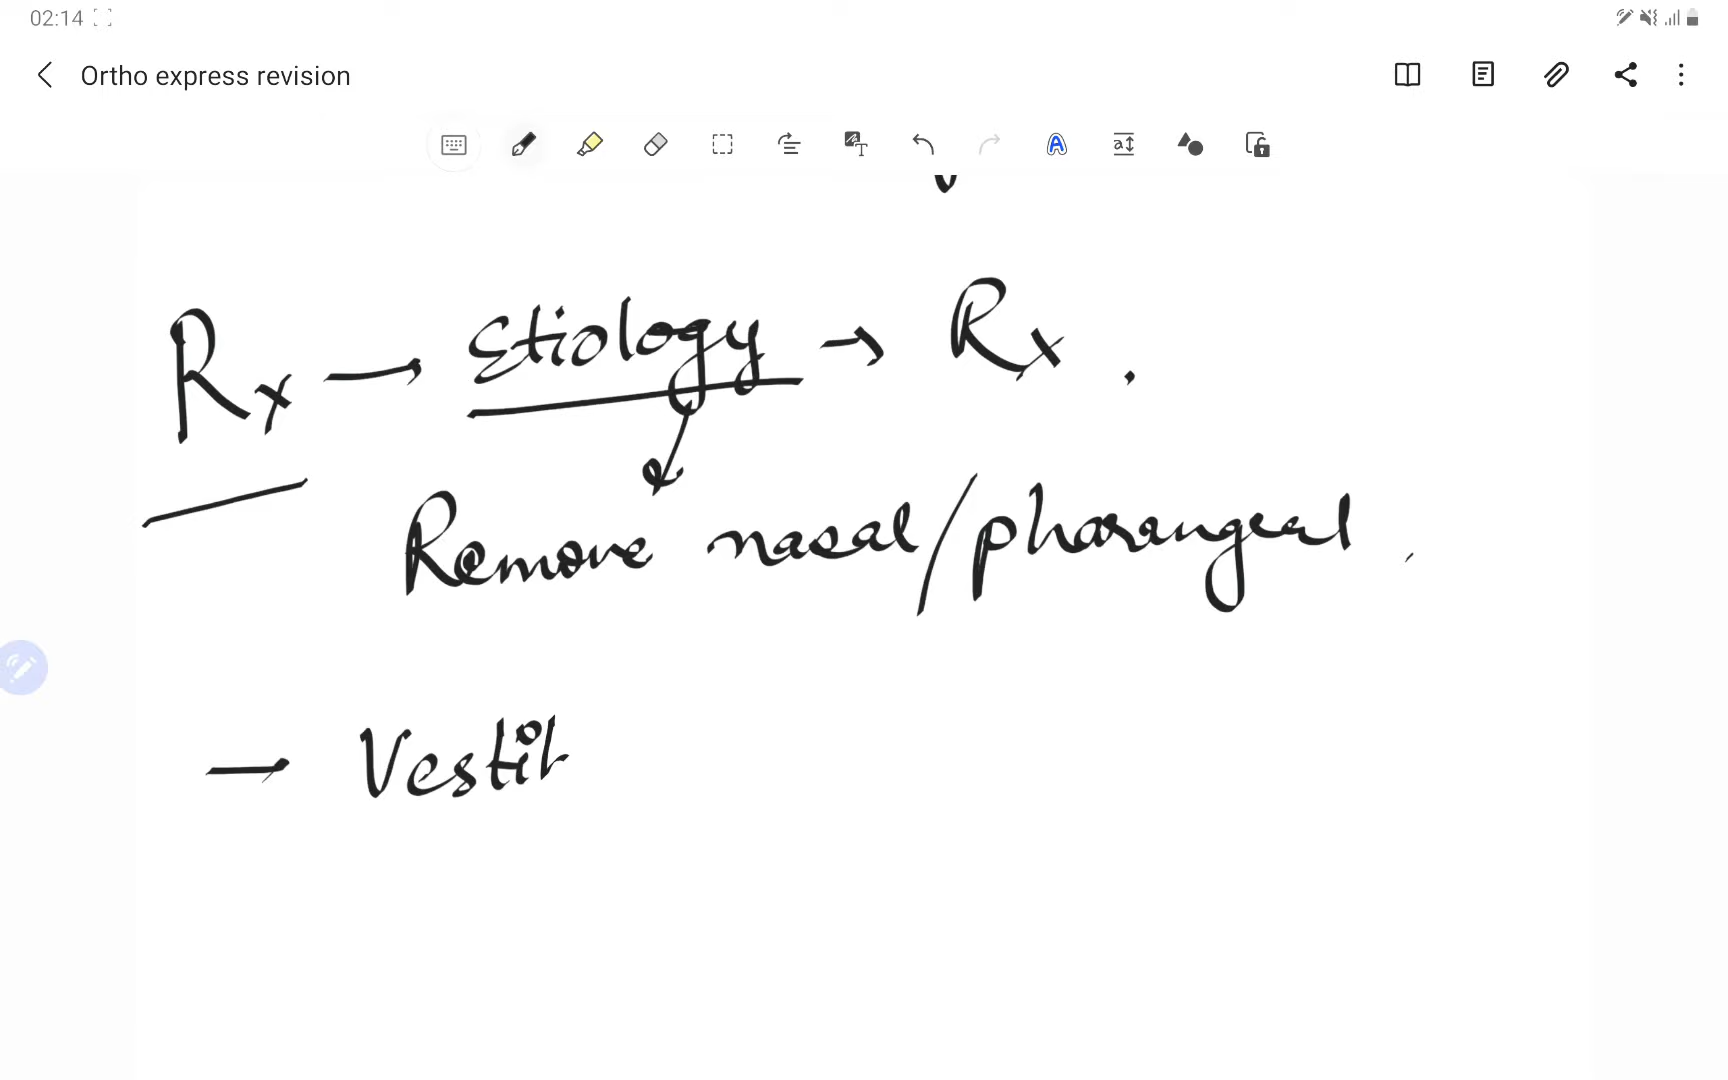 02:14
Ortho express revision
Rx → Etiology → Rx .
Remove nasal/pharangeal
→ Vestib